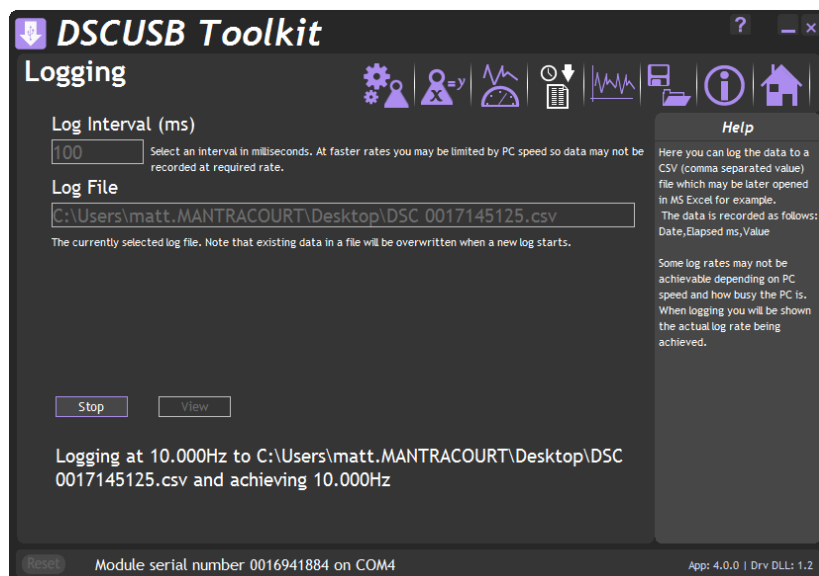 DSCUSB Toolkit
?
Logging
=y
Log Interval (ms)
100
Select an interval in miliseconds. At faster rates you may be limited by PC speed so data may not be
recorded at required rate.
Log File
C:\Users\matt.MANTRACOURT\Desktop\DSC 0017145125.csv
The currently selected log file. Note that existing data in a file will be overwritten when a new log starts.
Stop
View
Logging at 10.000Hz to C:\Users\matt.MANTRACOURT\Desktop\DSC
0017145125.csv and achieving 10.000Hz
Help
Here you can log the data to a
CSV (comma separated value)
file which may be later opened
in MS Excel for example.
The data is recorded as follows:
Date,Elapsed ms,Value
Some log rates may not be
achievable depending on PC
speed and how busy the PC is.
When logging you will be shown
the actual log rate being
achieved.
Reset
Module serial number 0016941884 on COM4
App: 4.0.0 | Drv DLL: 1.2